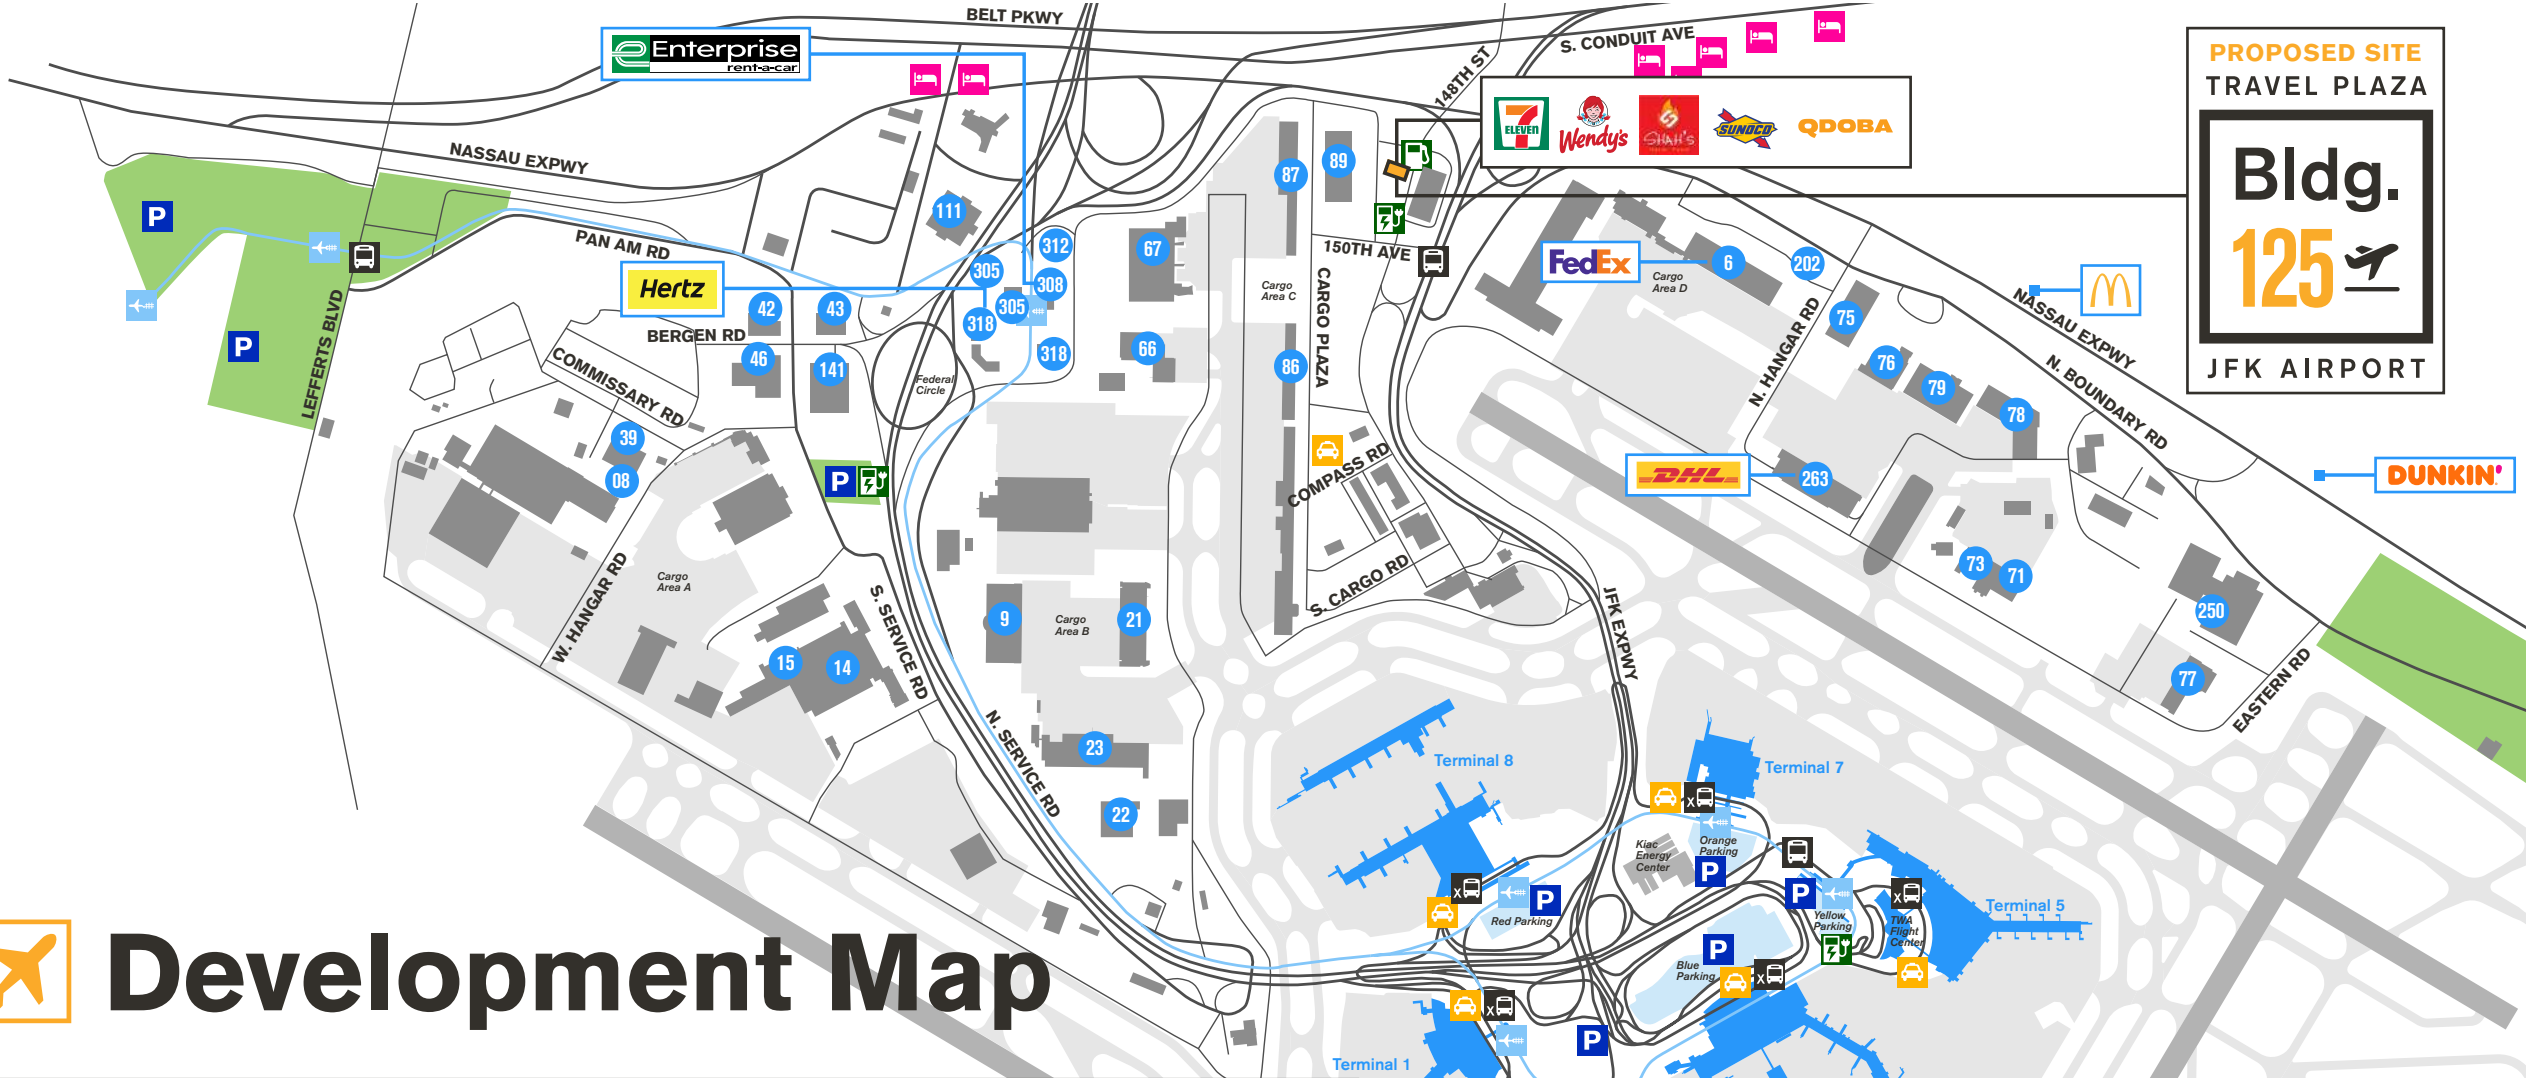 BELT PKWY
S. CONDUIT AVE
148TH ST
Enterprise
rent-a-car
PROPOSED SITE
TRAVEL PLAZA
Bldg.
125
JFK AIRPORT
7
ELEVEN
Wendy's
SHAH'S
SUNOCO
QDOBA
NASSAU EXPWY
87
89
P
111
PAN AM RD
312
67
150TH AVE
305
308
Hertz
FedEx
6
202
Cargo
Area D
Cargo
Area C
CARGO PLAZA
42
43
305
318
75
NASSAU EXPWY
BERGEN RD
P
46
141
318
66
86
LEFFERTS BLVD
COMMISSARY RD
Federal
Circle
N. HANGAR RD
76
79
78
N. BOUNDARY RD
39
08
P
COMPASS RD
DHL
263
DUNKIN'
Cargo
Area A
W. HANGAR RD
S. SERVICE RD
S. CARGO RD
73
71
JFK EXPWY
9
Cargo
Area B
21
250
15
14
77
EASTERN RD
N. SERVICE RD
23
22
Terminal 8
Terminal 7
X
Kiac
Energy
Center
Orange
Parking
P
X
P
Red Parking
P
X
Yellow
Parking
TWA
Flight
Center
Terminal 5
P
Blue
Parking
X
X
P
Terminal 1
Development Map